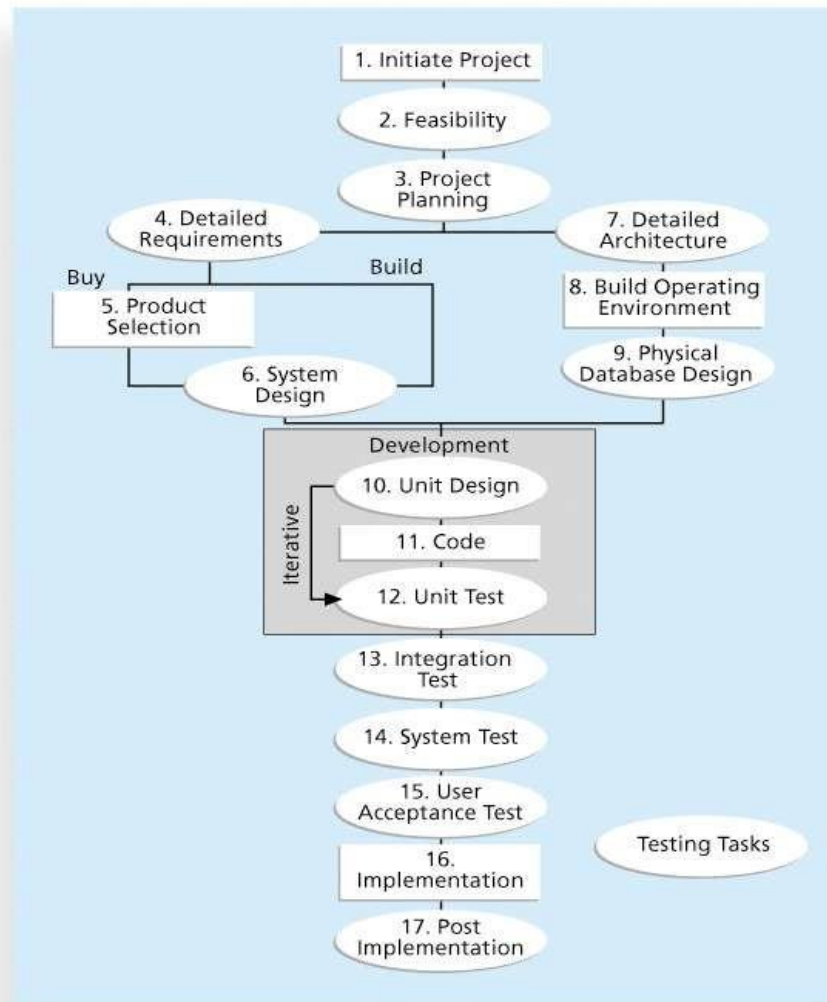 1. Initiate Project
2. Feasibility
3. Project
Planning
4. Detailed
Requirements
7. Detailed
Architecture
Buy
Build
5. Product
Selection
8. Build Operating
Environment
6. System
Design
9. Physical
Database Design
Development
10. Unit Design
Iterative
11. Code
12. Unit Test
13. Integration
Test
14. System Test
15. User
Acceptance Test
Testing Tasks
16.
Implementation
17. Post
Implementation